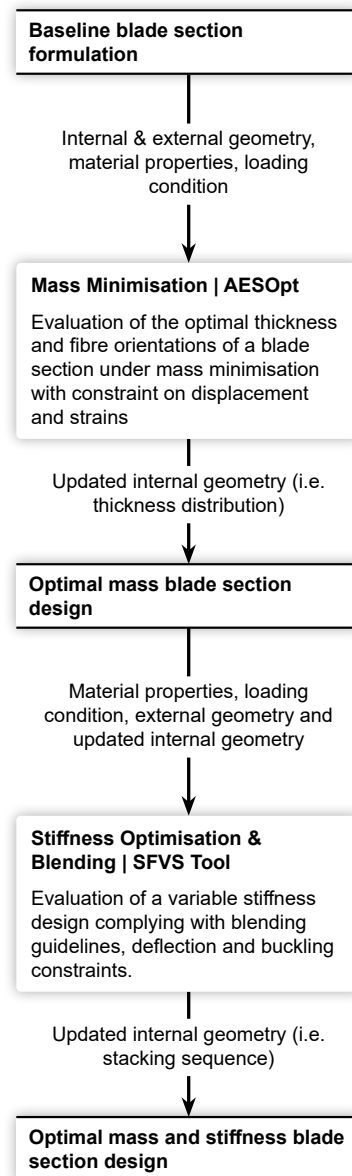 Baseline blade section
formulation
Internal & external geometry,
material properties, loading
condition
Mass Minimisation | AESOpt
Evaluation of the optimal thickness
and fibre orientations of a blade
section under mass minimisation
with constraint on displacement
and strains
Updated internal geometry (i.e.
thickness distribution)
Optimal mass blade section
design
Material properties, loading
condition, external geometry and
updated internal geometry
Stiffness Optimisation &
Blending | SFVS Tool
Evaluation of a variable stiffness
design complying with blending
guidelines, deflection and buckling
constraints.
Updated internal geometry (i.e.
stacking sequence)
Optimal mass and stiffness blade
section design